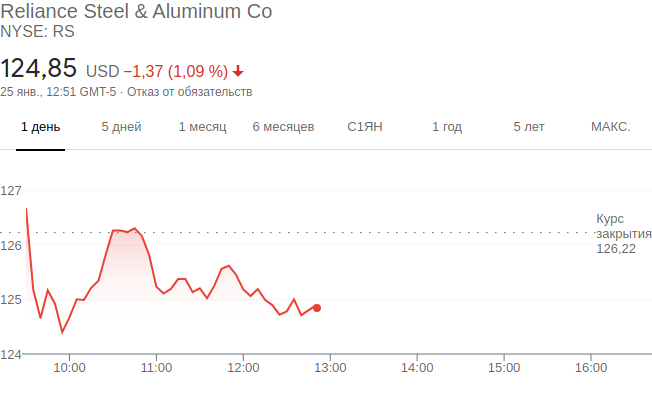 Reliance Steel & Aluminum Co
NYSE: RS
124,85 USD −1,37 (1,09 %)
25 янв., 12:51 GMT-5 · Отказ от обязательств
1 день 5 дней 1 месяц 6 месяцев С1ЯН 1 год 5 лет МАКС.
127
Курс
закрытия
126,22
126
125
124
10:00 11:00 12:00 13:00 14:00 15:00 16:00